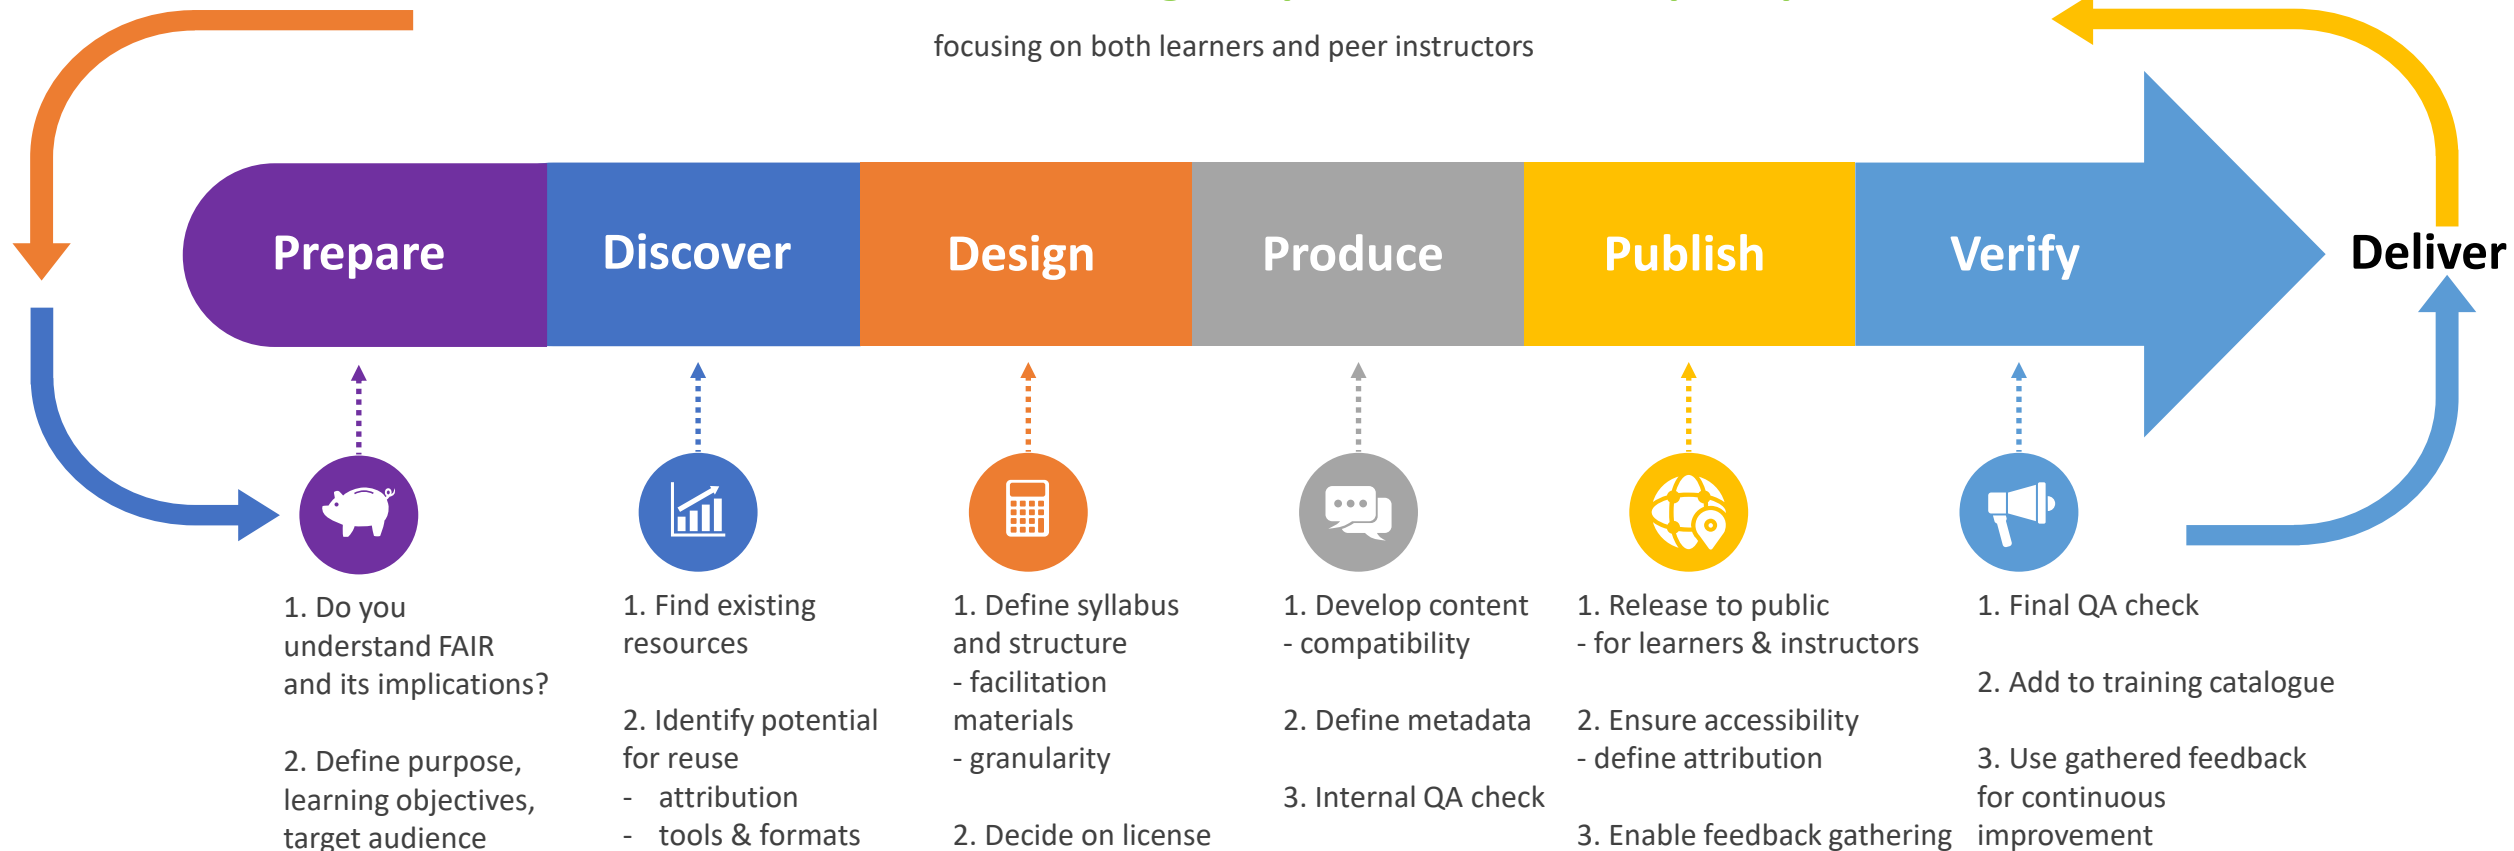 focusing on both learners and peer instructors
Prepare
Discover
Design
Produce
Publish
Verify
Deliver
1. Do you
understand FAIR
and its implications?
2. Define purpose,
learning objectives,
target audience
1. Find existing
resources
2. Identify potential
for reuse
- attribution
- tools & formats
1. Define syllabus
and structure
- facilitation
materials
- granularity
2. Decide on license
1. Develop content
- compatibility
2. Define metadata
3. Internal QA check
1. Release to public
- for learners & instructors
2. Ensure accessibility
- define attribution
3. Enable feedback gathering
1. Final QA check
2. Add to training catalogue
3. Use gathered feedback
for continuous
improvement